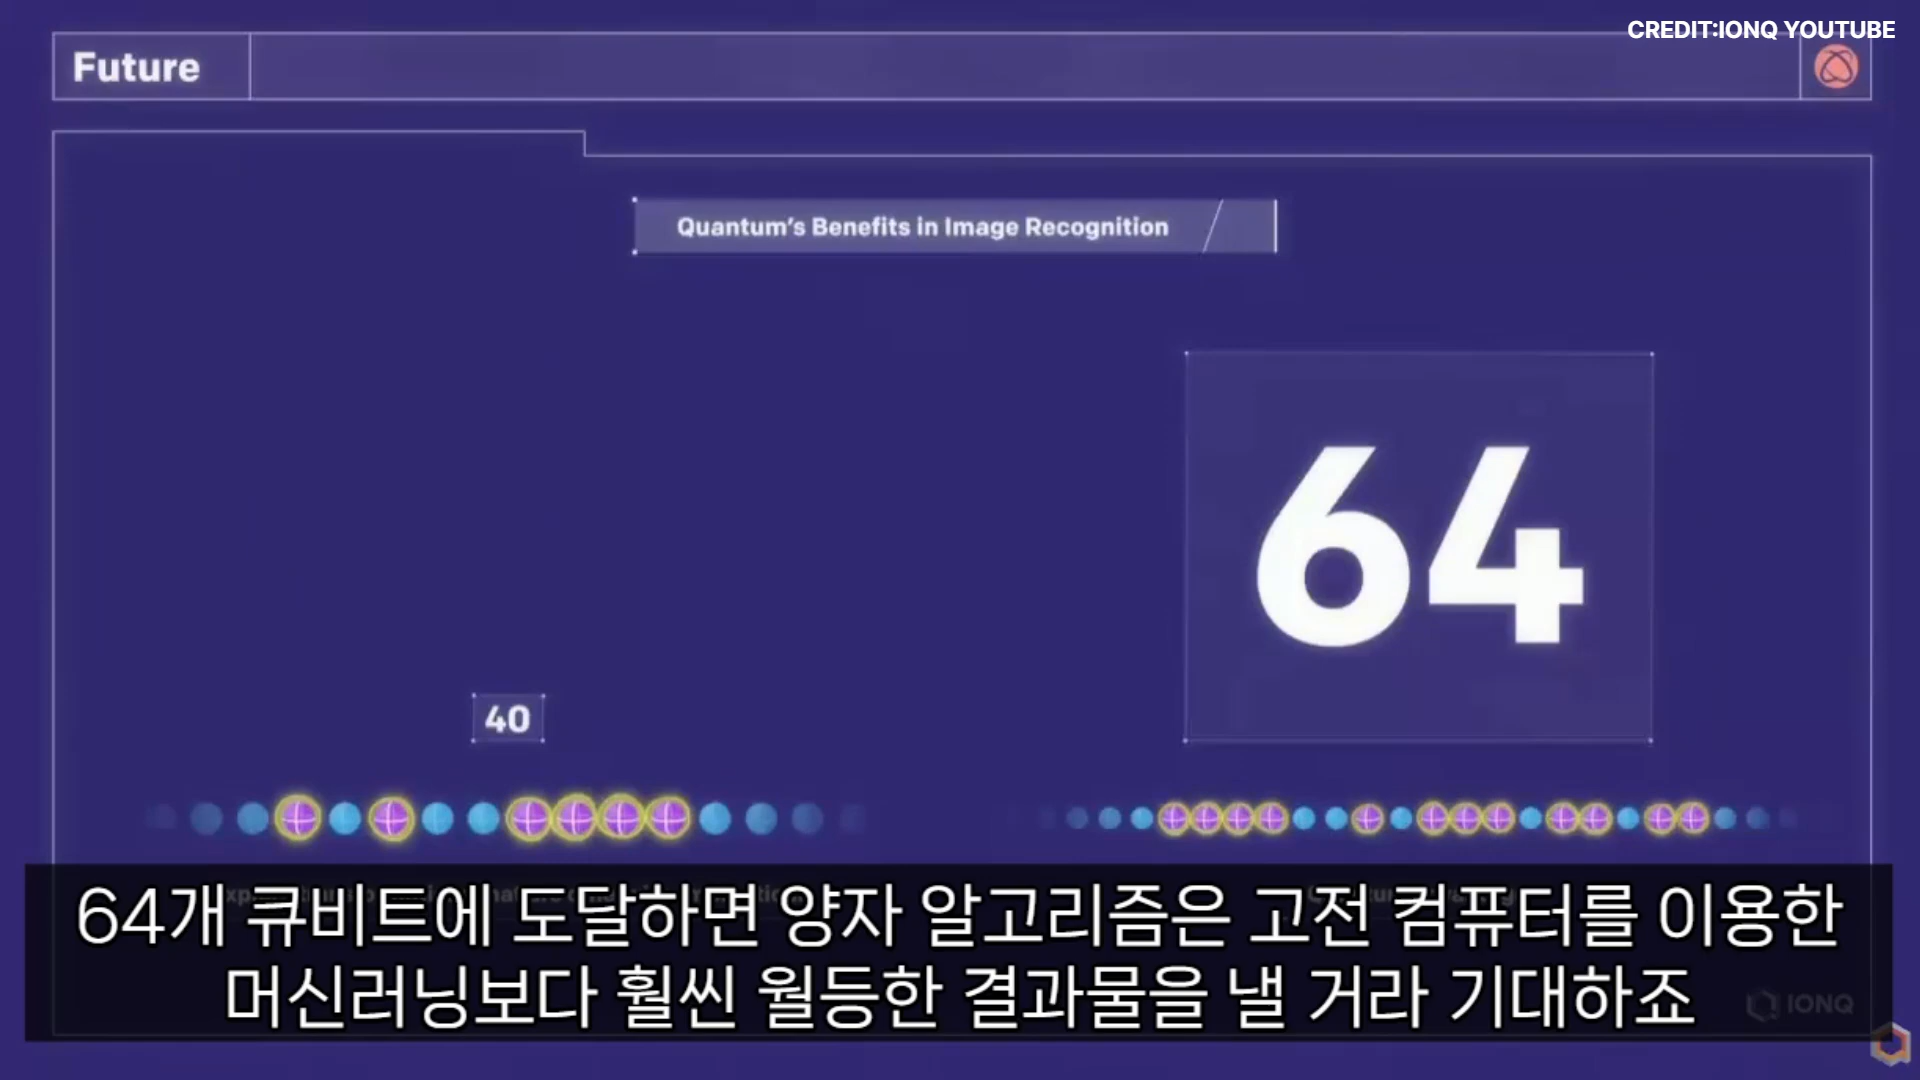 CREDIT:IONQ YOUTUBE
Future
Quantum's Benefits in Image Recognition
64
40
64개 큐비트에 도달하면 양자 알고리즘은 고전 컴퓨터를 이용한
머신러닝보다 훨씬 월등한 결과물을 낼 거라 기대하죠
IONQ